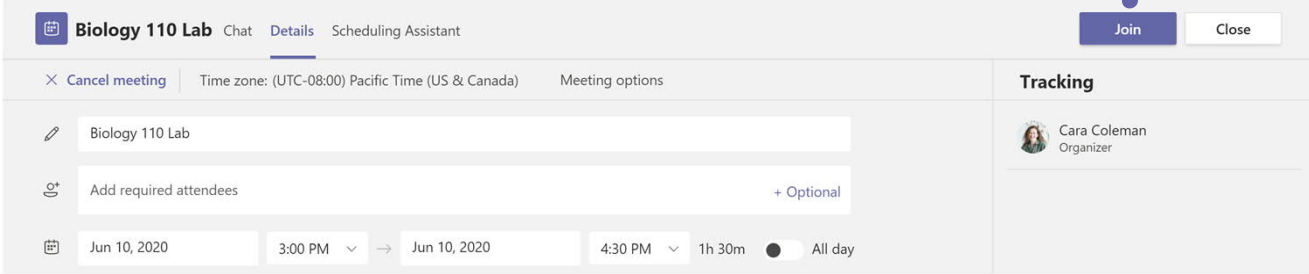 Biology 110 Lab Chat Details Scheduling Assistant Join Close
Cancel meeting Time zone: (UTC-08:00) Pacific Time (US & Canada) Meeting options Tracking
Biology 110 Lab
Cara Coleman
Organizer
Add required attendees + Optional
Jun 10, 2020 3:00 PM → Jun 10, 2020 4:30 PM 1h 30m All day